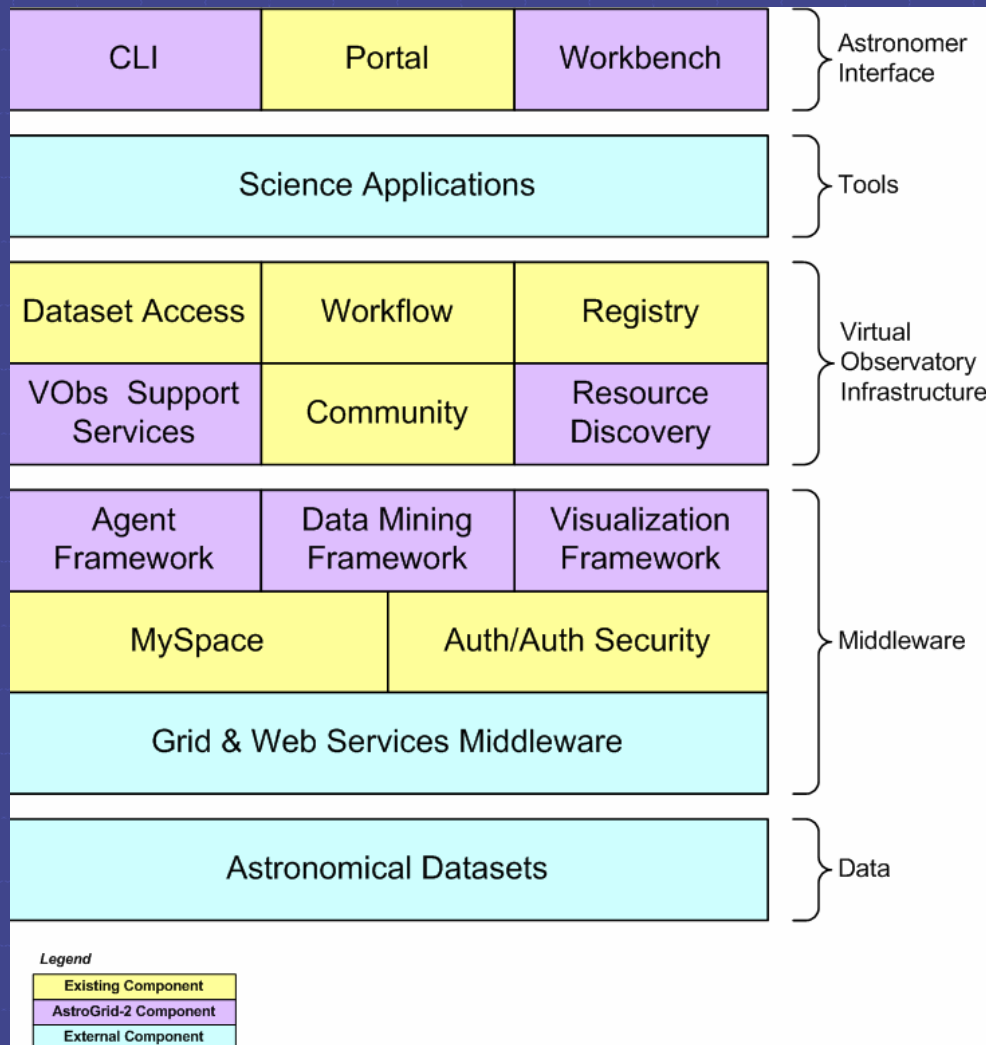 CLI
Portal
Workbench
Astronomer
Interface
Science Applications
Tools
Dataset Access
Workflow
Registry
VObs Support
Services
Community
Resource
Discovery
Virtual
Observatory
Infrastructure
Agent
Framework
Data Mining
Framework
Visualization
Framework
MySpace
Auth/Auth Security
Grid & Web Services Middleware
Middleware
Astronomical Datasets
Data
Legend
Existing Component
AstroGrid-2 Component
External Component